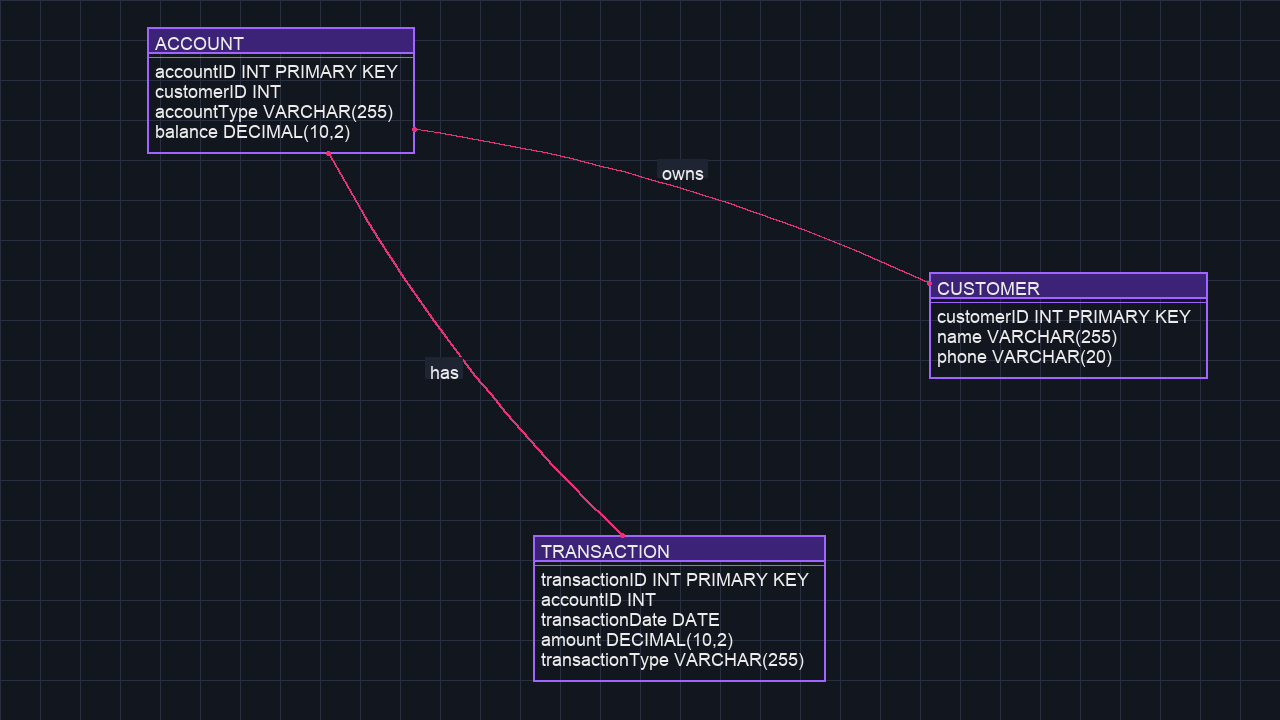 ACCOUNT
accountID INT PRIMARY KEY
customerID INT
accountType VARCHAR(255)
balance DECIMAL(10,2)
owns
CUSTOMER
customerID INT PRIMARY KEY
name VARCHAR(255)
phone VARCHAR(20)
has
TRANSACTION
transactionID INT PRIMARY KEY
accountID INT
transactionDate DATE
amount DECIMAL(10,2)
transactionType VARCHAR(255)